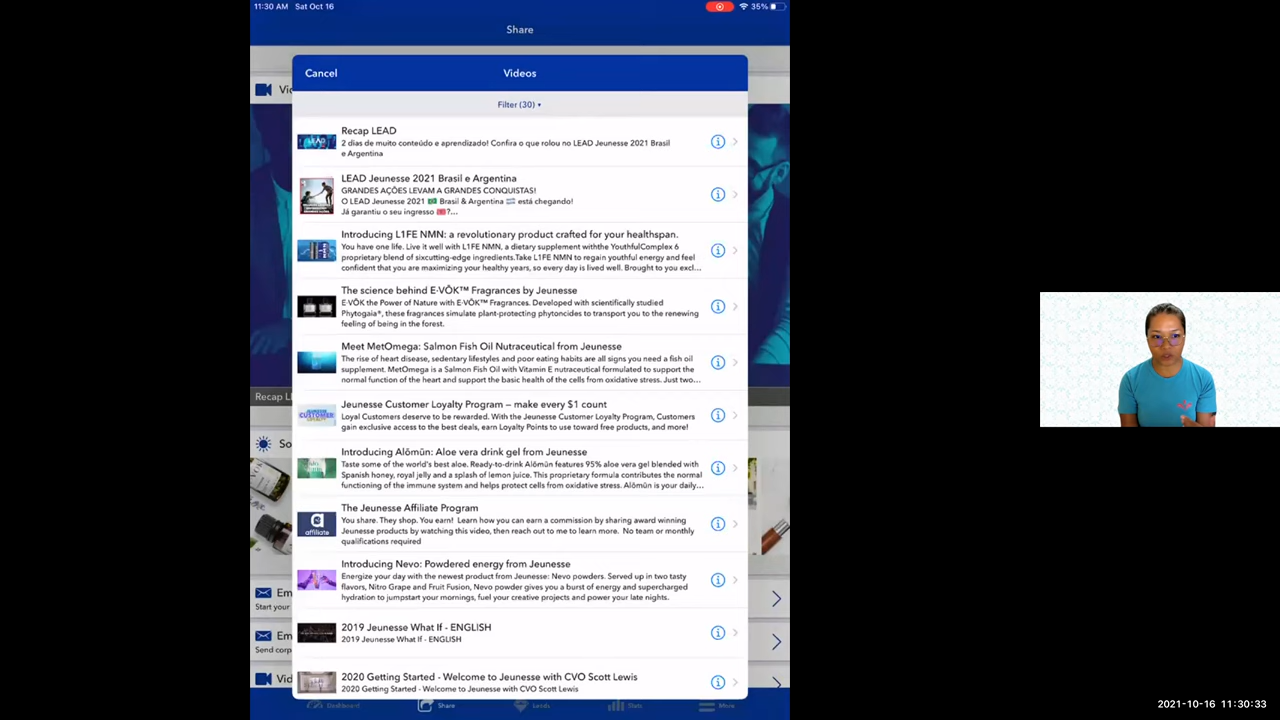 11:30 AM Sat Oct 16
35%
Share
Cancel
Videos
Filter (30) ▾
Recap LEAD
2 dias de muito conteúdo e aprendizado! Confira o que rolou no LEAD Jeunesse 2021 Brasil
e Argentina
LEAD Jeunesse 2021 Brasil e Argentina
GRANDES AÇÕES LEVAM A GRANDES CONQUISTAS!
O LEAD Jeunesse 2021 🇧🇷 Brasil & Argentina 🇦🇷 está chegando!
Já garantiu o seu ingresso 🎟️?...
Introducing L1FE NMN: a revolutionary product crafted for your healthspan.
You have one life. Live it well with L1FE NMN, a dietary supplement withthe YouthfulComplex 6
proprietary blend of sixcutting-edge ingredients.Take L1FE NMN to regain youthful energy and feel
confident that you are maximizing your healthy years, so every day is lived well. Brought to you excl...
The science behind E·VŌK™ Fragrances by Jeunesse
E·VŌK the Power of Nature with E·VŌK™ Fragrances. Developed with scientifically studied
Phytogaia*, these fragrances simulate plant-protecting phytoncides to transport you to the renewing
feeling of being in the forest.
Meet MetOmega: Salmon Fish Oil Nutraceutical from Jeunesse
The rise of heart disease, sedentary lifestyles and poor eating habits are all signs you need a fish oil
supplement. MetOmega is a Salmon Fish Oil with Vitamin E nutraceutical formulated to support the
normal function of the heart and support the basic health of the cells from oxidative stress. Just two...
Jeunesse Customer Loyalty Program – make every $1 count
Loyal Customers deserve to be rewarded. With the Jeunesse Customer Loyalty Program, Customers
gain exclusive access to the best deals, earn Loyalty Points to use toward free products, and more!
Introducing Alōmūn: Aloe vera drink gel from Jeunesse
Taste some of the world's best aloe. Ready-to-drink Alōmūn features 95% aloe vera gel blended with
Spanish honey, royal jelly and a splash of lemon juice. This proprietary formula contributes the normal
functioning of the immune system and helps protect cells from oxidative stress. Alōmūn is your daily...
The Jeunesse Affiliate Program
You share. They shop. You earn! Learn how you can earn a commission by sharing award winning
Jeunesse products by watching this video, then reach out to me to learn more. No team or monthly
qualifications required
affiliate
Introducing Nevo: Powdered energy from Jeunesse
Energize your day with the newest product from Jeunesse: Nevo powders. Served up in two tasty
flavors, Nitro Grape and Fruit Fusion, Nevo powder gives you a burst of energy and supercharged
hydration to jumpstart your mornings, fuel your creative projects and power your late nights.
2019 Jeunesse What If - ENGLISH
2019 Jeunesse What If - ENGLISH
2020 Getting Started - Welcome to Jeunesse with CVO Scott Lewis
2020 Getting Started - Welcome to Jeunesse with CVO Scott Lewis
Vi
Recap L
So
Em
Start your
Em
Send corp
Vid
Dashboard
Share
Leads
Stats
More
2021-10-16 11:30:33